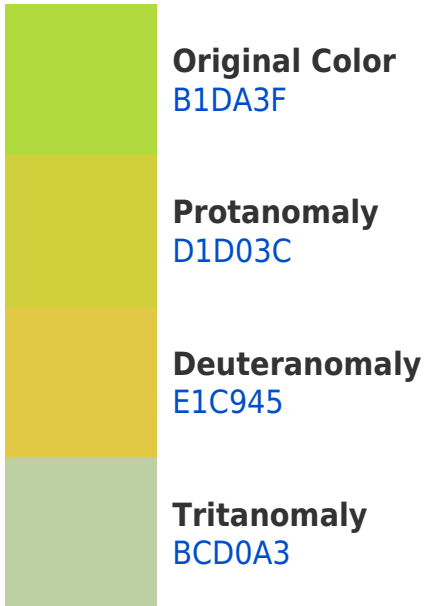 Original Color
B1DA3F
Protanomaly
D1D03C
Deuteranomaly
E1C945
Tritanomaly
BCD0A3